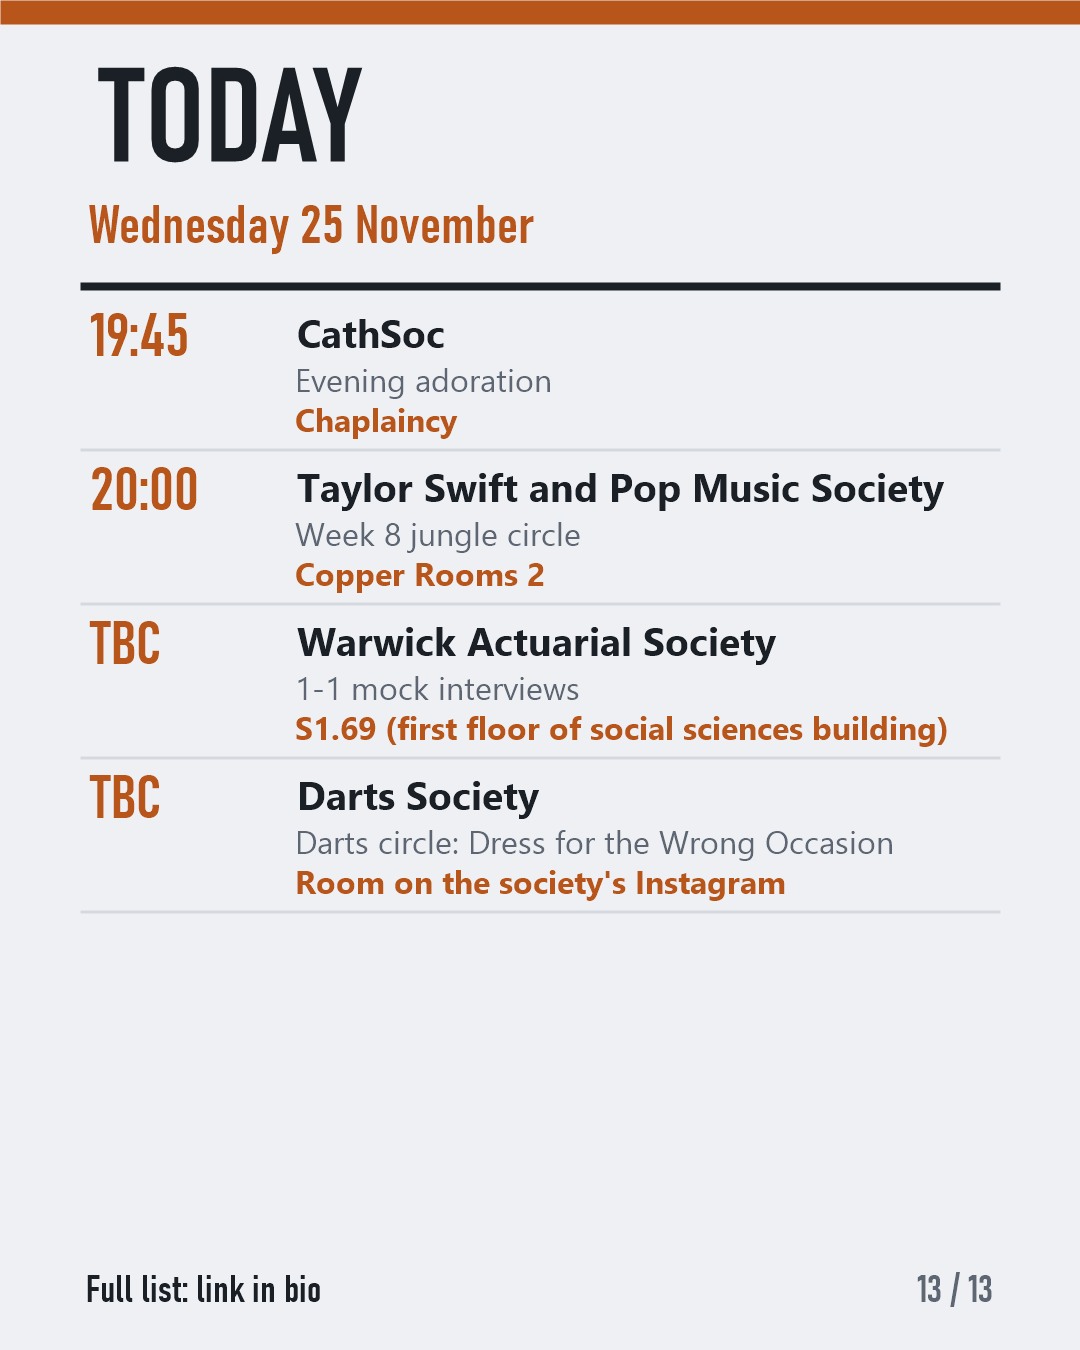 TODAY
Wednesday 25 November
19:45
CathSoc
Evening adoration
Chaplaincy
20:00
Taylor Swift and Pop Music Society
Week 8 jungle circle
Copper Rooms 2
TBC
Warwick Actuarial Society
1-1 mock interviews
S1.69 (first floor of social sciences building)
TBC
Darts Society
Darts circle: Dress for the Wrong Occasion
Room on the society's Instagram
Full list: link in bio
13 / 13